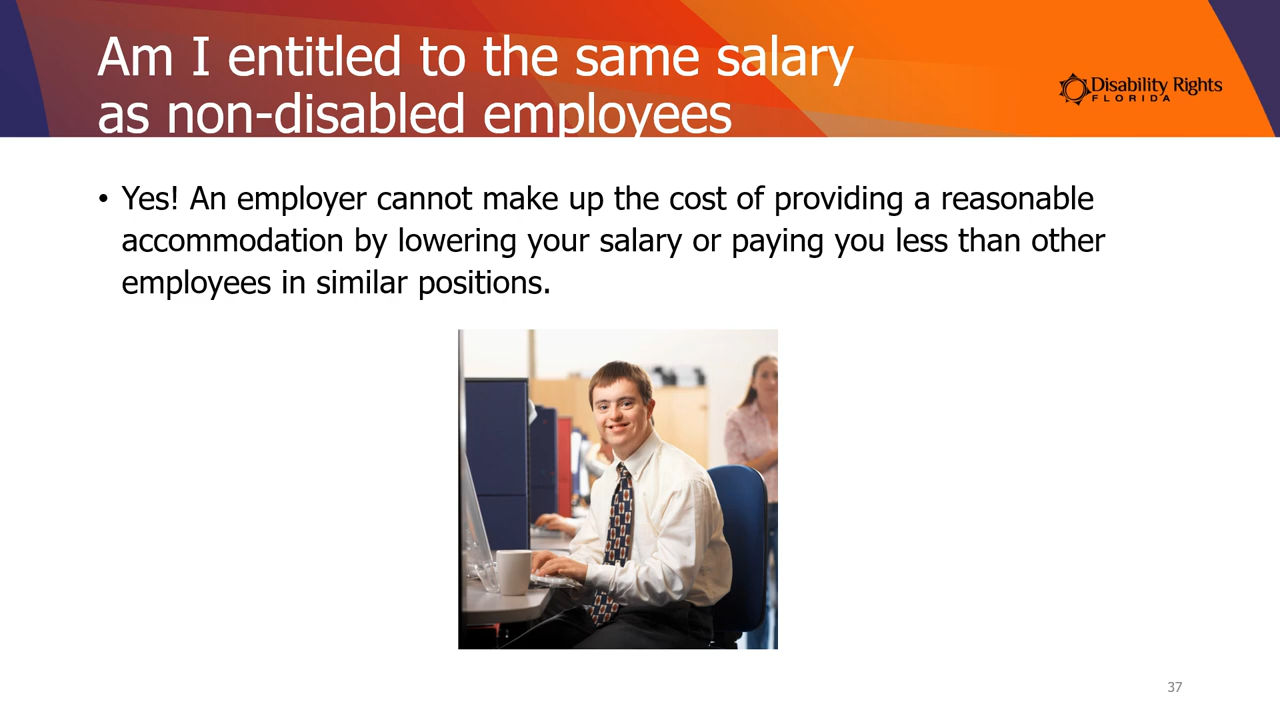 Am I entitled to the same salary
as non-disabled employees
Disability Rights
FLORIDA
• Yes! An employer cannot make up the cost of providing a reasonable
accommodation by lowering your salary or paying you less than other
employees in similar positions.
37